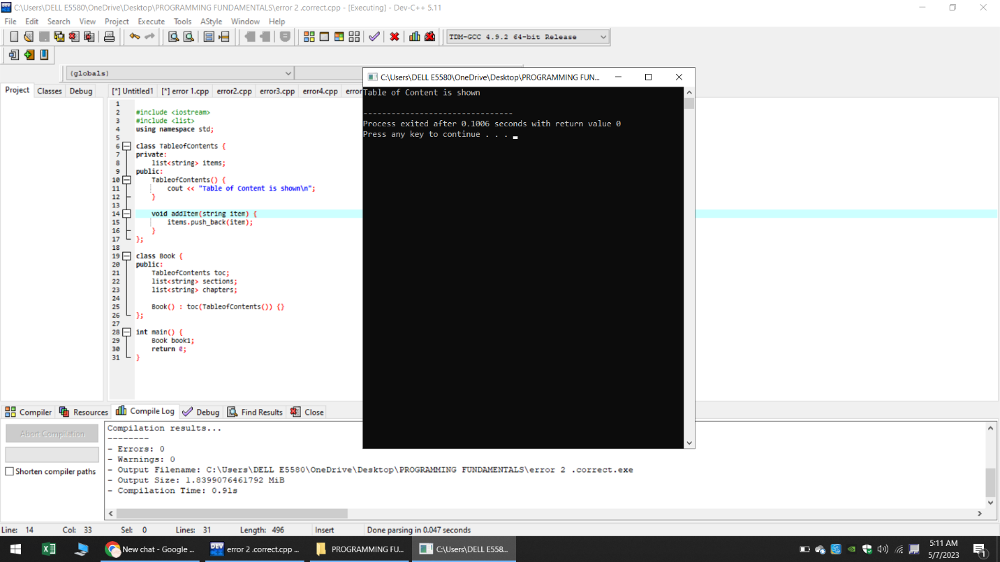 C:\Users\DELL E5580\OneDrive\Desktop\PROGRAMMING FUNDAMENTALS\error 2 .correct.cpp - [Executing] - Dev-C++ 5.11
File Edit Search View Project Execute Tools AStyle Window Help
TDM-GCC 4.9.2 64-bit Release
(globals)
Project Classes Debug
[*] Untitled1 [*] error 1.cpp error2.cpp error3.cpp error4.cpp error
1
2 #include <iostream>
3 #include <list>
4 using namespace std;
5
6 class TableofContents {
7 private:
8 list<string> items;
9 public:
10 TableofContents() {
11 cout << "Table of Content is shown\n";
12 }
13
14 void addItem(string item) {
15 items.push_back(item);
16 }
17 };
18
19 class Book {
20 public:
21 TableofContents toc;
22 list<string> sections;
23 list<string> chapters;
24
25 Book() : toc(TableofContents()) {}
26 };
27
28 int main() {
29 Book book1;
30 return 0;
31 }
C:\Users\DELL E5580\OneDrive\Desktop\PROGRAMMING FUN...
Table of Content is shown
--------------------------------
Process exited after 0.1006 seconds with return value 0
Press any key to continue . . .
Compiler Resources Compile Log Debug Find Results Close
Abort Compilation
Shorten compiler paths
Compilation results...
--------
- Errors: 0
- Warnings: 0
- Output Filename: C:\Users\DELL E5580\OneDrive\Desktop\PROGRAMMING FUNDAMENTALS\error 2 .correct.exe
- Output Size: 1.8399076461792 MiB
- Compilation Time: 0.91s
Line: 14 Col: 33 Sel: 0 Lines: 31 Length: 496 Insert Done parsing in 0.047 seconds
New chat - Google ...
DEV
error 2 .correct.cpp ...
PROGRAMMING FU...
C:\Users\DELL E558...
5:11 AM
5/7/2023
1